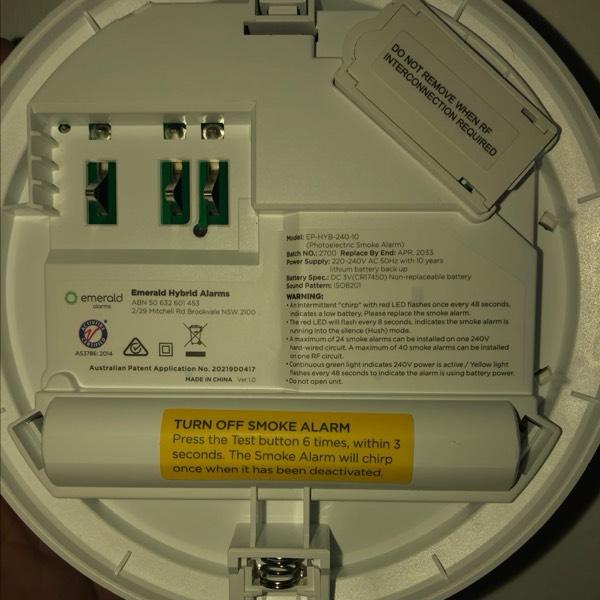 DO NOT REMOVE WHEN RF
INTERCONNECTION REQUIRED
Model: EP-HYB-240-10
(Photoelectric Smoke Alarm)
Batch NO.: 2700 Replace By End: APR. 2033
Power Supply: 220-240V AC 50Hz with 10 years
lithium battery back up
Battery Spec.: DC 3V(CR17450) Non-replaceable battery
Sound Pattern: ISO8201
WARNING:
• An intermittent "chirp" with red LED flashes once every 48 seconds,
indicates a low battery, Please replace the smoke alarm.
• The red LED will flash every 8 seconds, indicates the smoke alarm is
running into the silence (Hush) mode.
• A maximum of 24 smoke alarms can be installed on one 240V
hard-wired circuit. A maximum of 40 smoke alarms can be installed
on one RF circuit.
• Continuous green light indicates 240V power is active / Yellow light
flashes every 48 seconds to indicate the alarm is using battery power.
• Do not open unit.
emerald
alarms
Emerald Hybrid Alarms
ABN 50 632 601 453
2/29 Mitchell Rd Brookvale NSW 2100
AS3786: 2014
Australian Patent Application No. 2021900417
MADE IN CHINA Ver 1.0
TURN OFF SMOKE ALARM
Press the Test button 6 times, within 3
seconds. The Smoke Alarm will chirp
once when it has been deactivated.